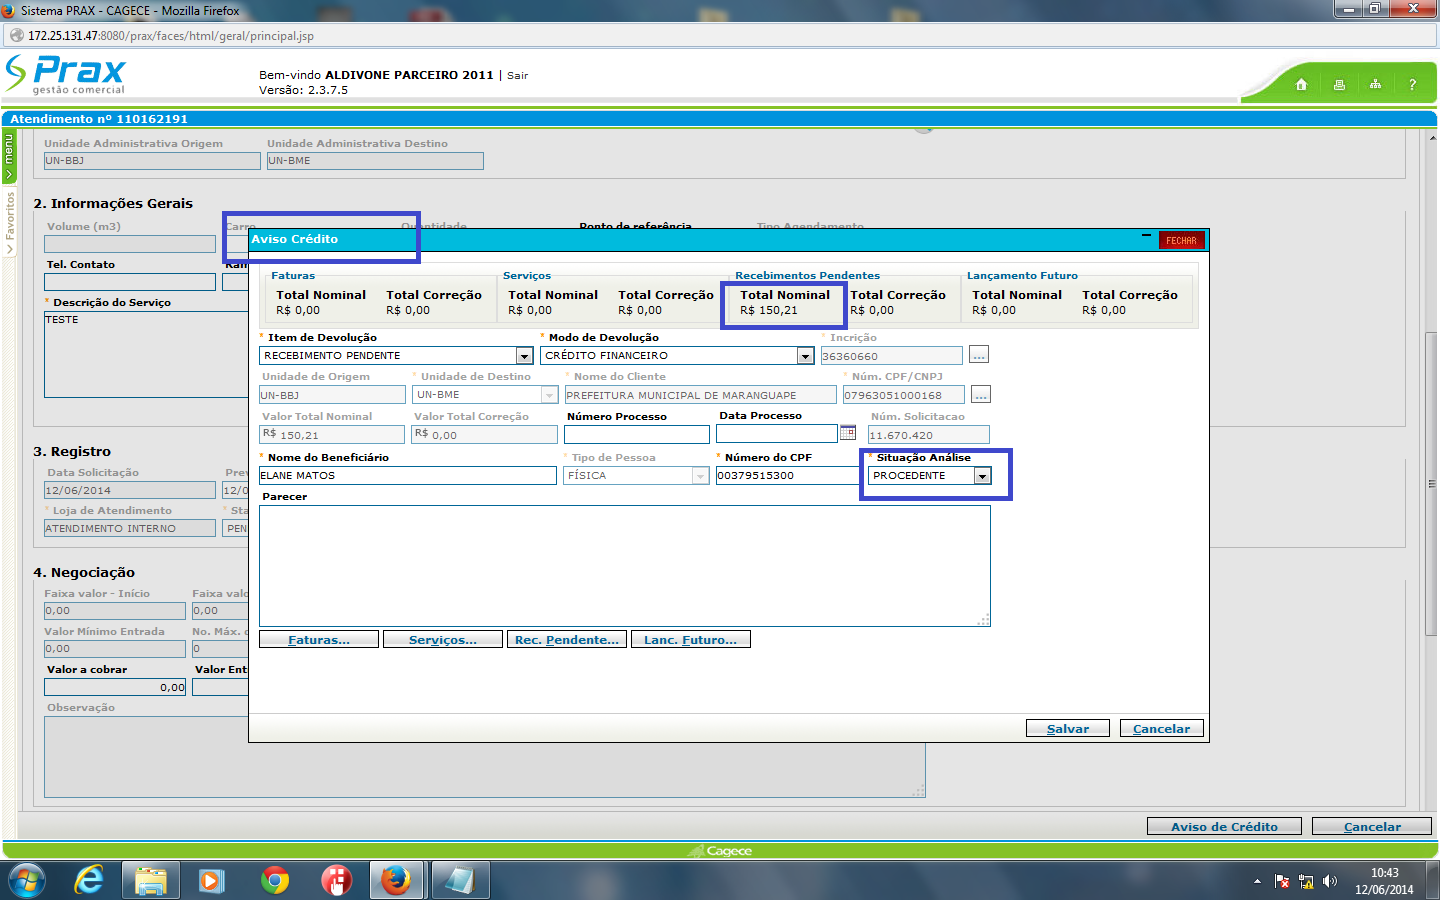 Sistema PRAX - CAGECE - Mozilla Firefox
172.25.131.47:8080/prax/faces/html/geral/principal.jsp
Prax
gestão comercial
Bem-vindo ALDIVONE PARCEIRO 2011 | Sair
Versão: 2.3.7.5
?
Atendimento nº 110162191
menu
Favoritos
Unidade Administrativa Origem Unidade Administrativa Destino
UN-BBJ UN-BME
2. Informações Gerais
Volume (m3) Carro Quantidade Ponto de referência Tipo Agendamento
Tel. Contato
* Descrição do Serviço
TESTE
3. Registro
Data Solicitação
12/06/2014
* Loja de Atendimento
ATENDIMENTO INTERNO
4. Negociação
Faixa valor - Início
0,00 0,00
Valor Mínimo Entrada
0,00 0
Valor a cobrar
0,00
Observação
Aviso Crédito
FECHAR
Faturas Serviços Recebimentos Pendentes Lançamento Futuro
Total Nominal Total Correção Total Nominal Total Correção Total Nominal Total Correção Total Nominal Total Correção
R$ 0,00 R$ 0,00 R$ 0,00 R$ 0,00 R$ 150,21 R$ 0,00 R$ 0,00 R$ 0,00
* Item de Devolução * Modo de Devolução * Incrição
RECEBIMENTO PENDENTE CRÉDITO FINANCEIRO 36360660 ...
Unidade de Origem * Unidade de Destino * Nome do Cliente * Núm. CPF/CNPJ
UN-BBJ UN-BME PREFEITURA MUNICIPAL DE MARANGUAPE 07963051000168 ...
Valor Total Nominal Valor Total Correção Número Processo Data Processo Núm. Solicitacao
R$ 150,21 R$ 0,00 11.670.420
* Nome do Beneficiário * Tipo de Pessoa * Número do CPF * Situação Análise
ELANE MATOS FÍSICA 00379515300 PROCEDENTE
Parecer
Faturas... Serviços... Rec. Pendente... Lanc. Futuro...
Salvar Cancelar
Aviso de Crédito Cancelar
Cagece
10:43
12/06/2014